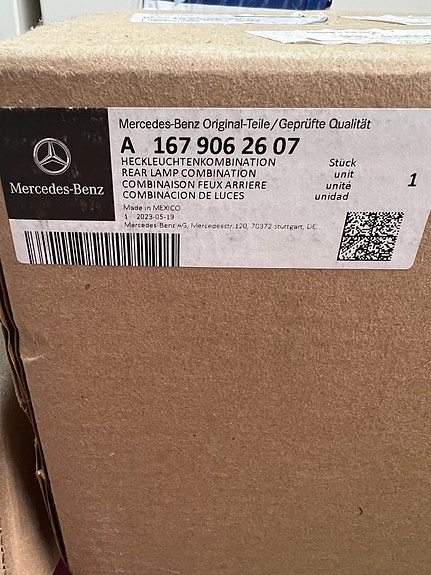 Mercedes-Benz Original-Teile/Geprüfte Qualität
A 167 906 26 07
HECKLEUCHTENKOMBINATION Stück
REAR LAMP COMBINATION unit
COMBINAISON FEUX ARRIERE unité
COMBINACION DE LUCES unidad
1
Made in MEXICO
1 2023-05-19
Mercedes-Benz AG, Mercedesstr.120, 70372 Stuttgart, DE
Mercedes-Benz